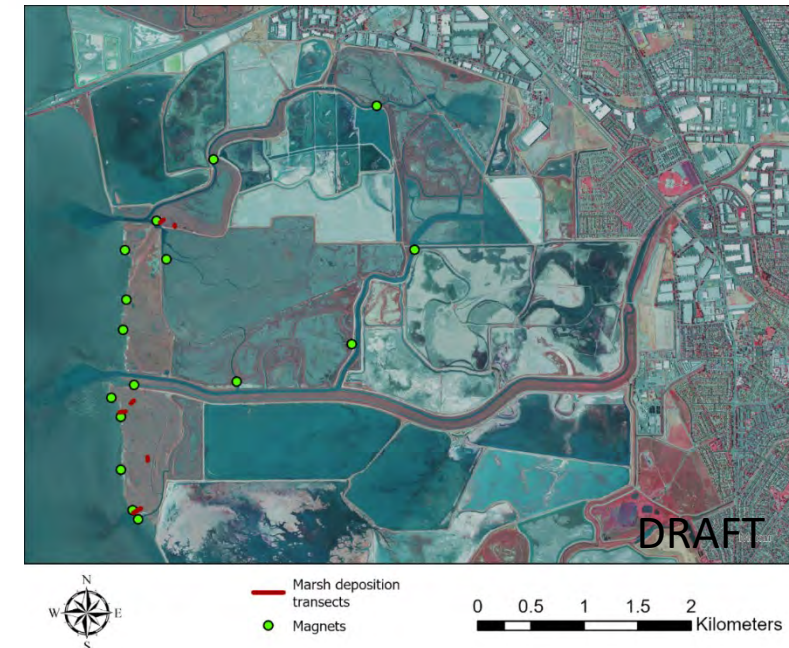 DRAFT
N
W
E
S
Marsh deposition
transects
Magnets
0 0.5 1 1.5 2
Kilometers